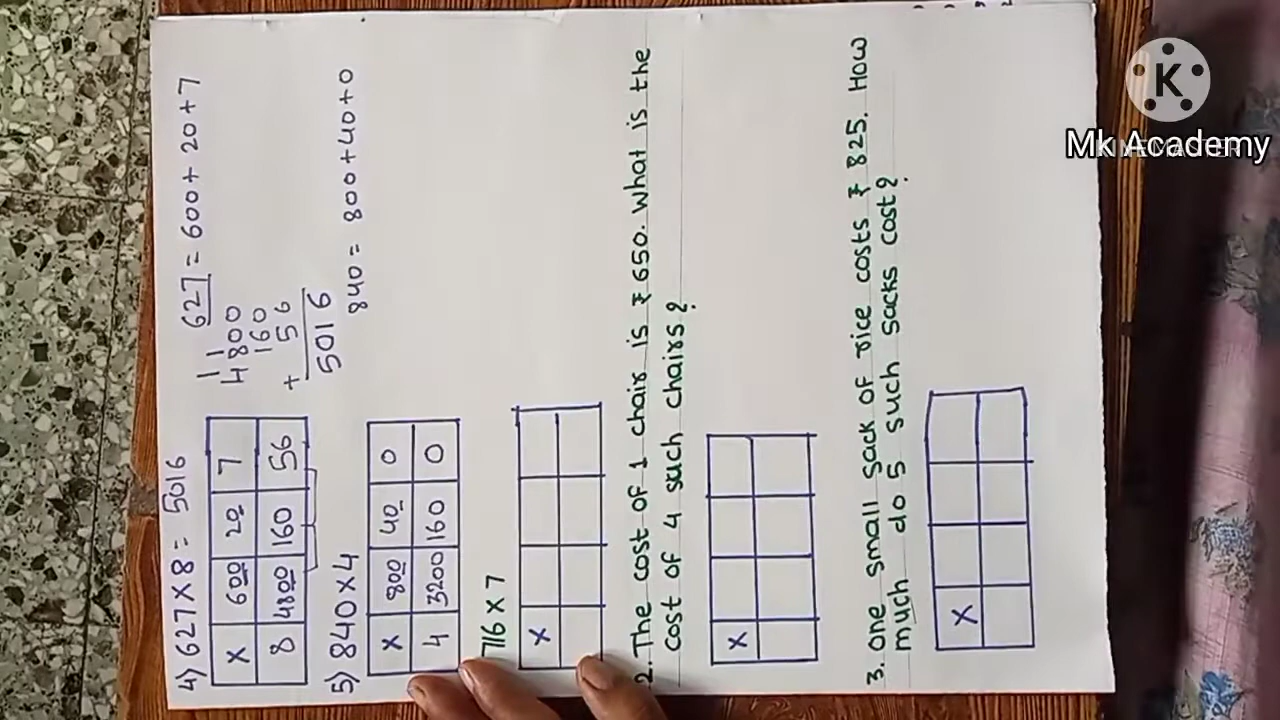 4) 627 x 8 = 5016
627 = 600 + 20 + 7
x 600 20 7
8 4800 160 56
1 1
4800
160
+ 56
5016
5) 840 x 4
840 = 800 + 40 + 0
x 800 40 0
4 3200 160 0
716 x 7
x
2. The cost of 1 chair is ₹ 650. What is the
cost of 4 such chairs?
x
3. One small sack of rice costs ₹ 825. How
much do 5 such sacks cost?
x
K
Mk Academy